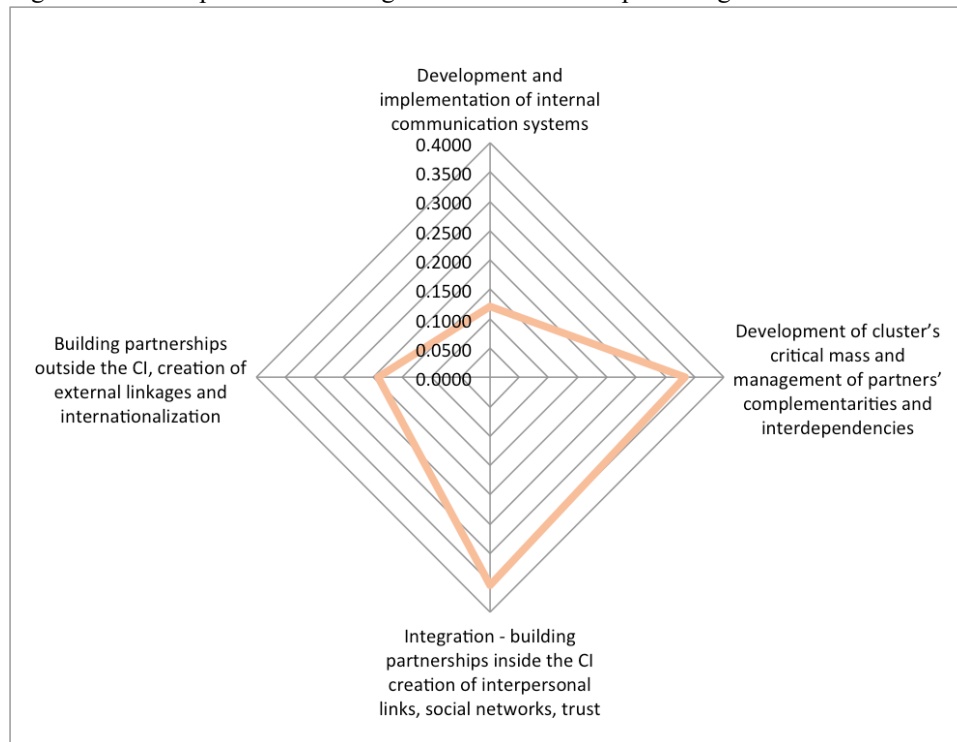 Development and
implementation of internal
communication systems
0.4000
0.3500
0.3000
0.2500
0.2000
0.1500
0.1000
0.0500
0.0000
Building partnerships
outside the CI, creation of
external linkages and
internationalization
Development of cluster’s
critical mass and
management of partners’
complementarities and
interdependencies
Integration - building
partnerships inside the CI
creation of interpersonal
links, social networks, trust